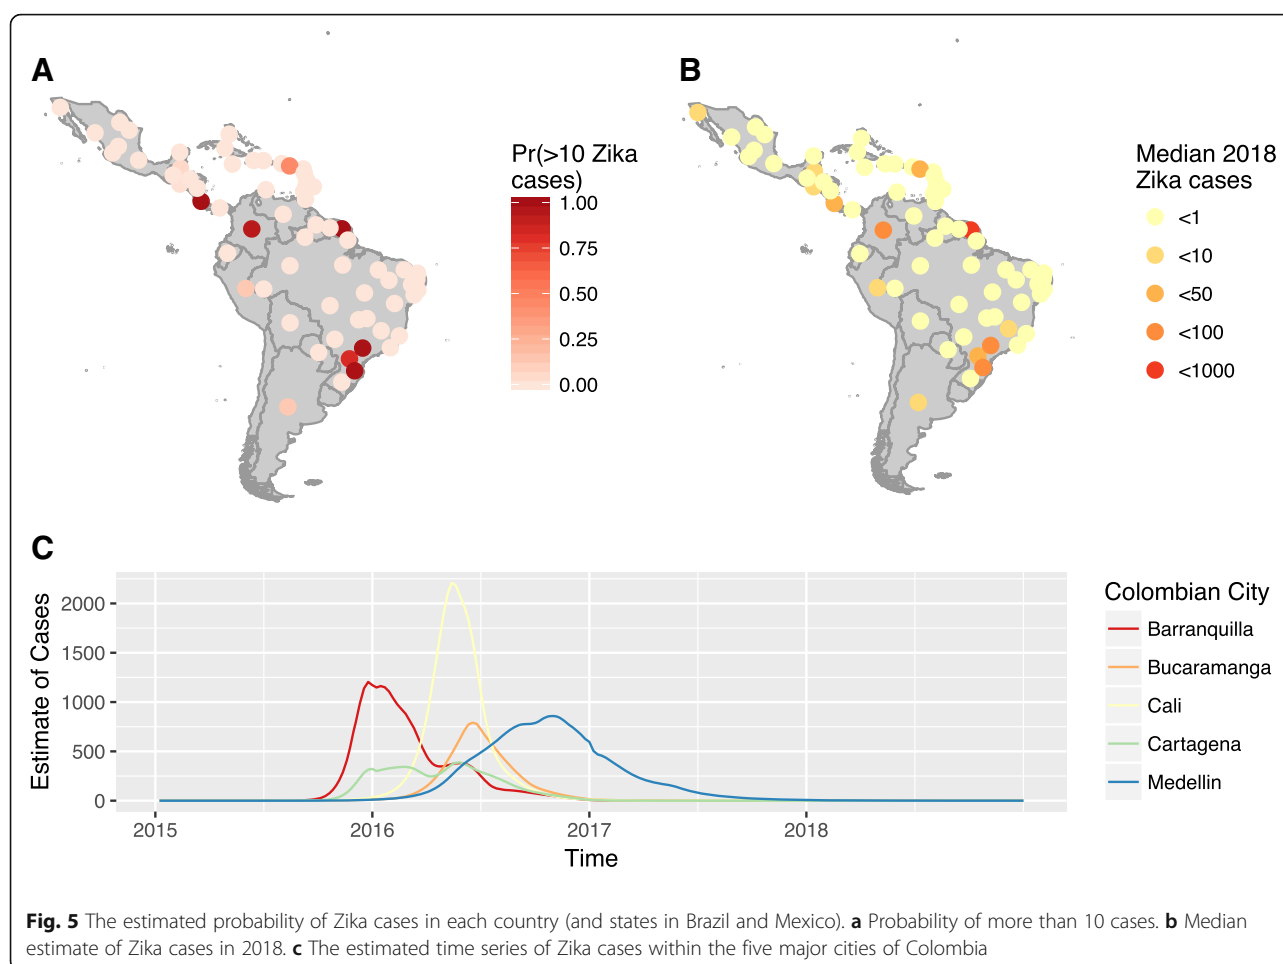 A
B
Pr(>10 Zika
cases)
1.00
0.75
0.50
0.25
0.00
Median 2018
Zika cases
<1
<10
<50
<100
<1000
C
Estimate of Cases
2000
1500
1000
500
0
2015
2016
2017
2018
Time
Colombian City
Barranquilla
Bucaramanga
Cali
Cartagena
Medellin
Fig. 5 The estimated probability of Zika cases in each country (and states in Brazil and Mexico). a Probability of more than 10 cases. b Median
estimate of Zika cases in 2018. c The estimated time series of Zika cases within the five major cities of Colombia